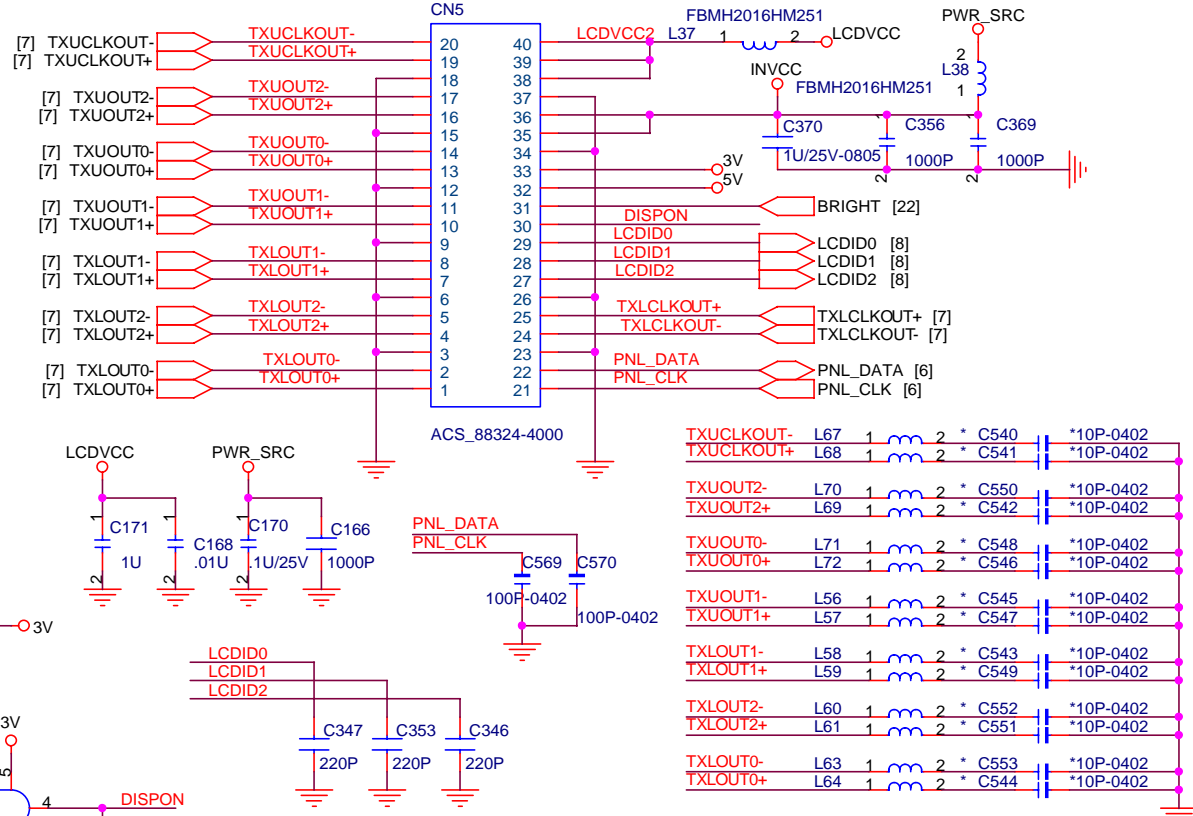 CN5
FBMH2016HM251
PWR_SRC
[7] TXUCLKOUT- TXUCLKOUT- 20 40 LCDVCC2 L37 1 2 LCDVCC
[7] TXUCLKOUT+ TXUCLKOUT+ 19 39 2
18 38 INVCC L38
[7] TXUOUT2- TXUOUT2- 17 37 FBMH2016HM251 1
[7] TXUOUT2+ TXUOUT2+ 16 36 1 1
15 35 C370 C356 C369
[7] TXUOUT0- TXUOUT0- 14 34 1U/25V-0805 1000P 1000P
[7] TXUOUT0+ TXUOUT0+ 13 33 3V 2 2
12 32 5V
[7] TXUOUT1- TXUOUT1- 11 31 BRIGHT [22]
[7] TXUOUT1+ TXUOUT1+ 10 30 DISPON
9 29 LCDID0 LCDID0 [8]
[7] TXLOUT1- TXLOUT1- 8 28 LCDID1 LCDID1 [8]
[7] TXLOUT1+ TXLOUT1+ 7 27 LCDID2 LCDID2 [8]
6 26
[7] TXLOUT2- TXLOUT2- 5 25 TXLCLKOUT+ TXLCLKOUT+ [7]
[7] TXLOUT2+ TXLOUT2+ 4 24 TXLCLKOUT- TXLCLKOUT- [7]
3 23
[7] TXLOUT0- TXLOUT0- 2 22 PNL_DATA PNL_DATA [6]
[7] TXLOUT0+ TXLOUT0+ 1 21 PNL_CLK PNL_CLK [6]
ACS_88324-4000
LCDVCC
1 C171 2 1U
C168 .01U 2
PWR_SRC
1 C170 2 .1U/25V
C166 1000P
PNL_DATA
PNL_CLK
C569 C570
100P-0402
100P-0402
3V
LCDID0
LCDID1
LCDID2
C347 C353 C346
220P 220P 220P
3V
5
4 DISPON
TXUCLKOUT- L67 1 2 * C540 *10P-0402
TXUCLKOUT+ L68 1 2 * C541 *10P-0402
TXUOUT2- L70 1 2 * C550 *10P-0402
TXUOUT2+ L69 1 2 * C542 *10P-0402
TXUOUT0- L71 1 2 * C548 *10P-0402
TXUOUT0+ L72 1 2 * C546 *10P-0402
TXUOUT1- L56 1 2 * C545 *10P-0402
TXUOUT1+ L57 1 2 * C547 *10P-0402
TXLOUT1- L58 1 2 * C543 *10P-0402
TXLOUT1+ L59 1 2 * C549 *10P-0402
TXLOUT2- L60 1 2 * C552 *10P-0402
TXLOUT2+ L61 1 2 * C551 *10P-0402
TXLOUT0- L63 1 2 * C553 *10P-0402
TXLOUT0+ L64 1 2 * C544 *10P-0402